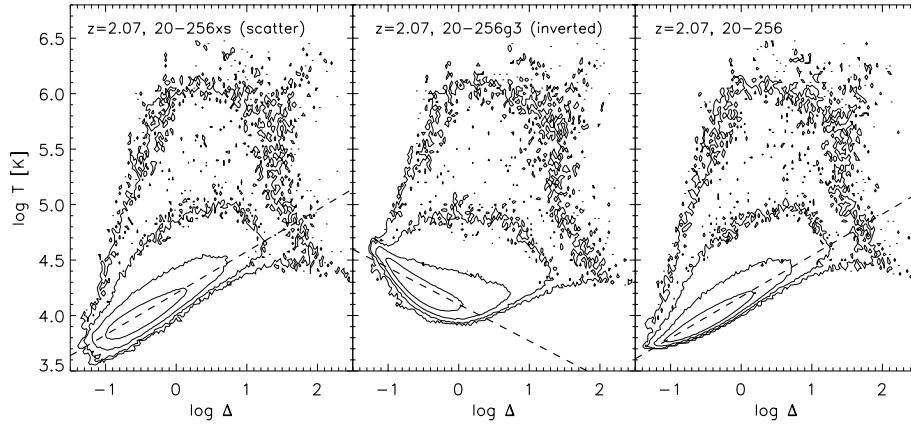 z=2.07, 20-256xs (scatter)
z=2.07, 20-256g3 (inverted)
z=2.07, 20-256
6.5
6.0
5.5
5.0
4.5
4.0
3.5
log T [K]
-1 0 1 2
-1 0 1 2
-1 0 1 2
log Δ
log Δ
log Δ